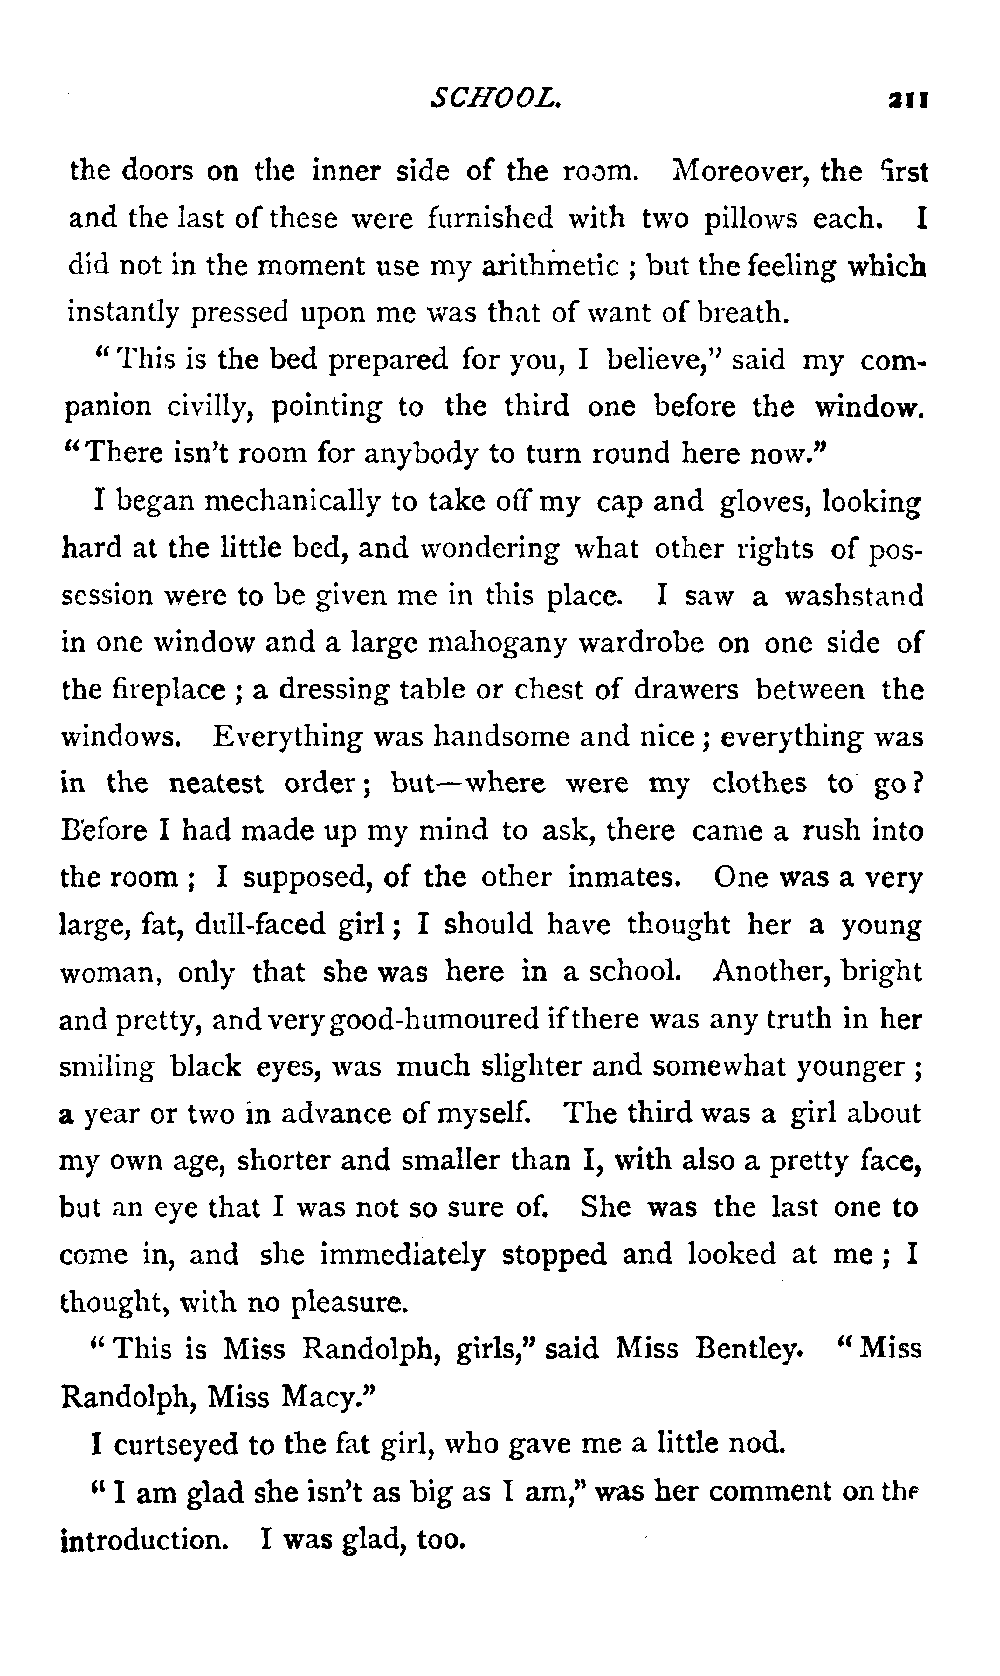 SCHOOL. 211
the doors on the inner side of the room. Moreover, the first
and the last of these were furnished with two pillows each. I
did not in the moment use my arithmetic ; but the feeling which
instantly pressed upon me was that of want of breath.
“ This is the bed prepared for you, I believe,” said my com-
panion civilly, pointing to the third one before the window.
“There isn’t room for anybody to turn round here now.”
I began mechanically to take off my cap and gloves, looking
hard at the little bed, and wondering what other rights of pos-
session were to be given me in this place. I saw a washstand
in one window and a large mahogany wardrobe on one side of
the fireplace ; a dressing table or chest of drawers between the
windows. Everything was handsome and nice ; everything was
in the neatest order ; but—where were my clothes to go ?
Before I had made up my mind to ask, there came a rush into
the room ; I supposed, of the other inmates. One was a very
large, fat, dull-faced girl ; I should have thought her a young
woman, only that she was here in a school. Another, bright
and pretty, and very good-humoured if there was any truth in her
smiling black eyes, was much slighter and somewhat younger ;
a year or two in advance of myself. The third was a girl about
my own age, shorter and smaller than I, with also a pretty face,
but an eye that I was not so sure of. She was the last one to
come in, and she immediately stopped and looked at me ; I
thought, with no pleasure.
“ This is Miss Randolph, girls,” said Miss Bentley. “ Miss
Randolph, Miss Macy.”
I curtseyed to the fat girl, who gave me a little nod.
“ I am glad she isn’t as big as I am,” was her comment on the
introduction. I was glad, too.